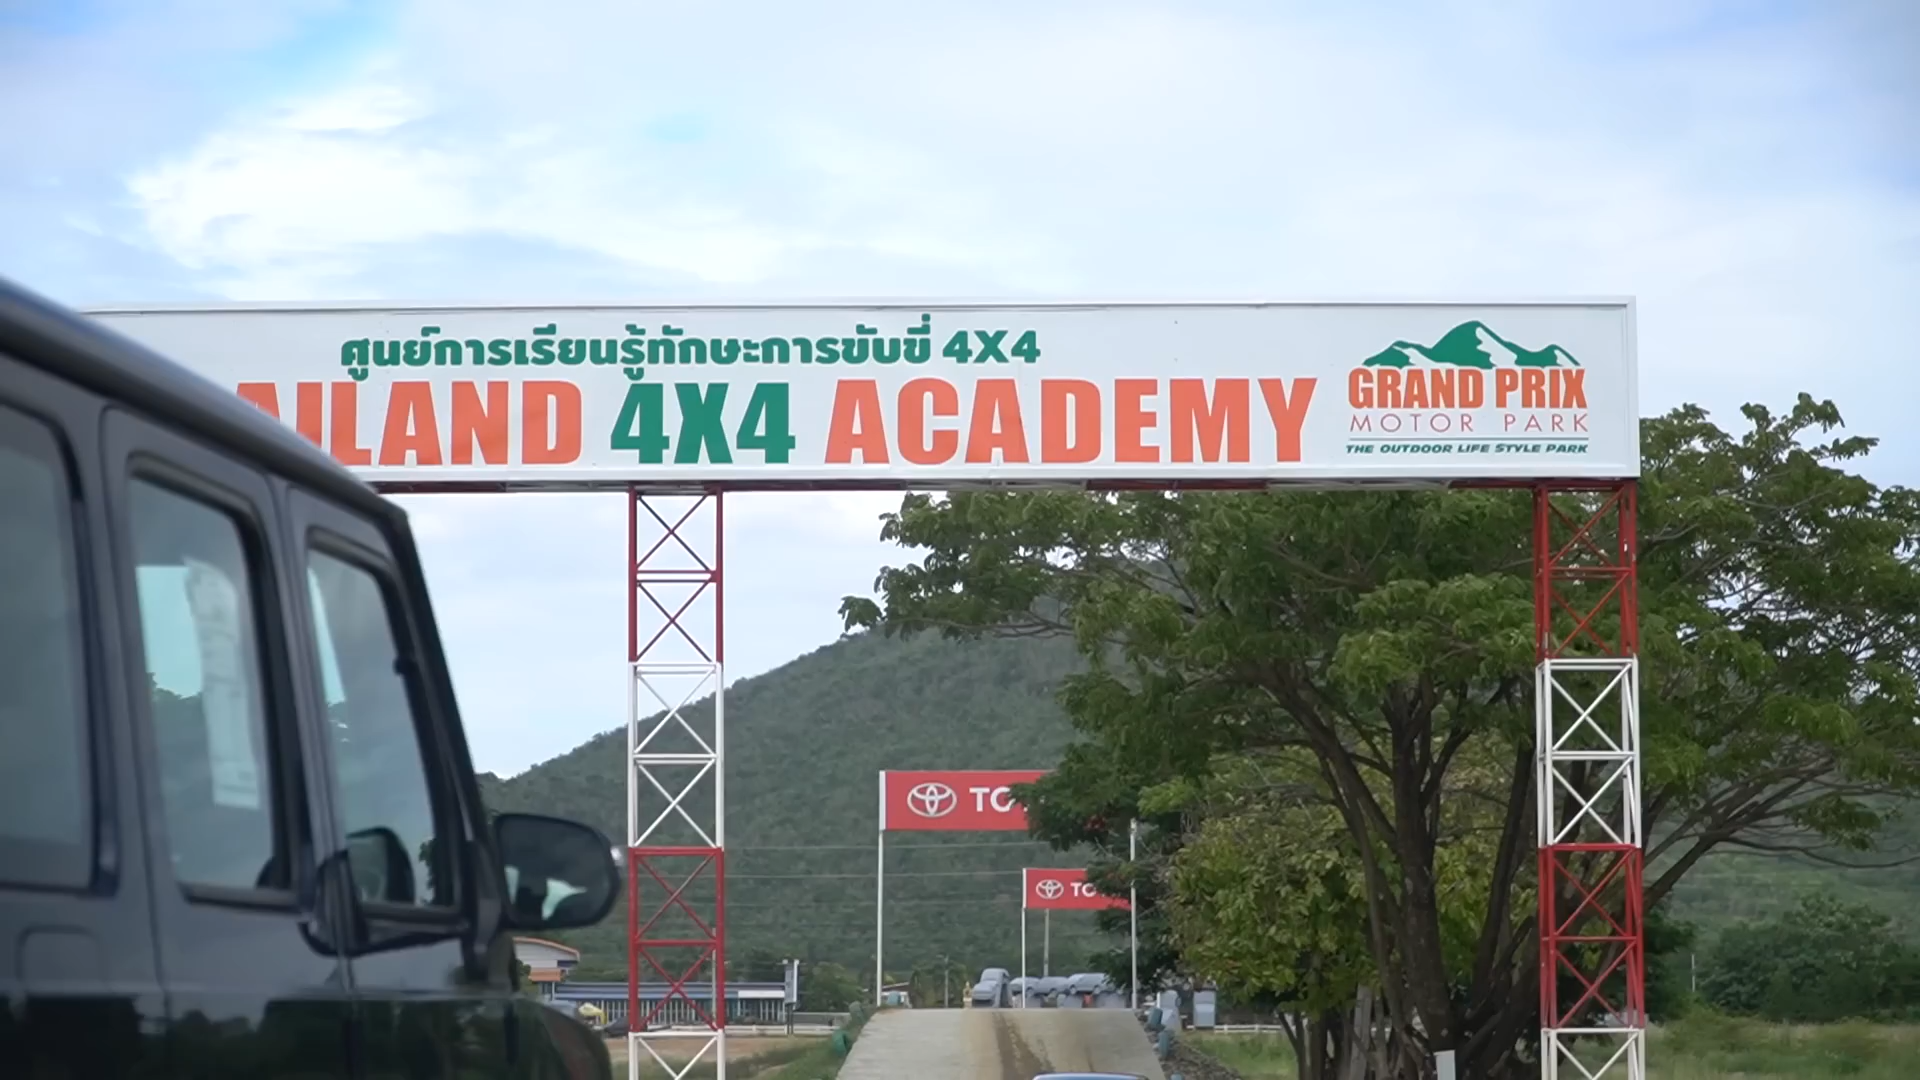 ศูนย์การเรียนรู้ทักษะการขับขี่ 4X4
AILAND 4X4 ACADEMY
GRAND PRIX
MOTOR PARK
THE OUTDOOR LIFE STYLE PARK
TO
TO